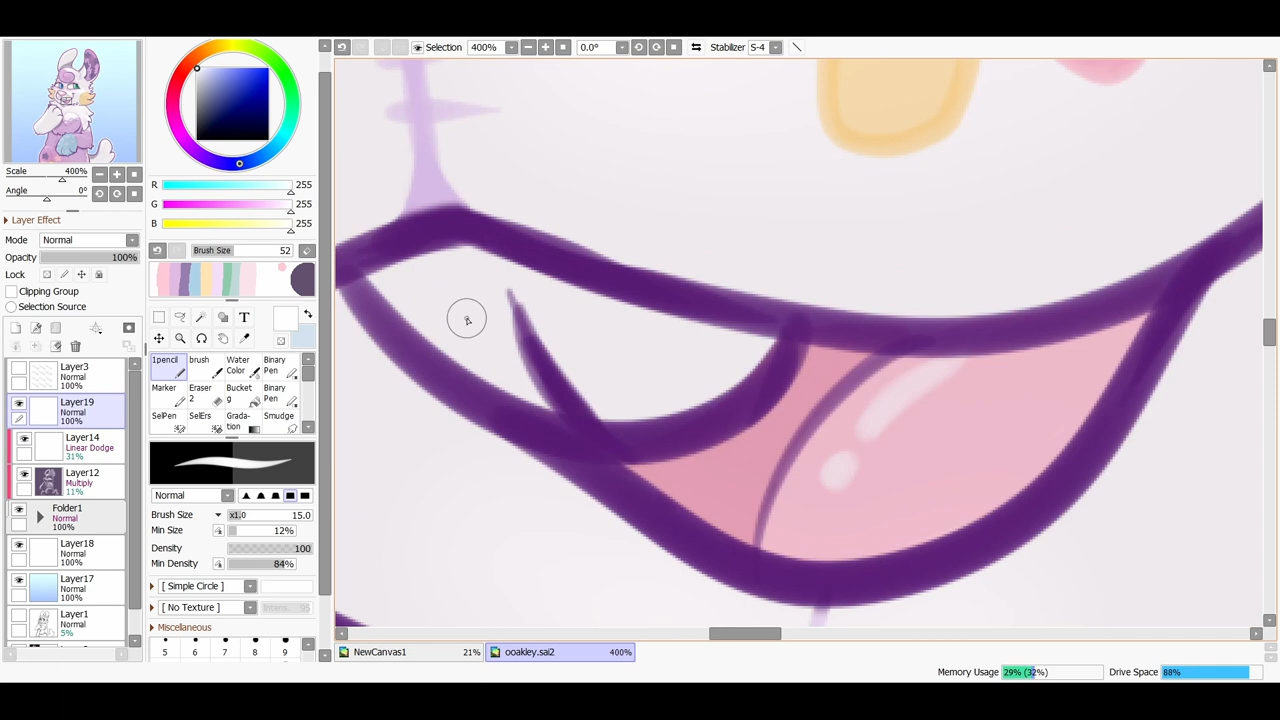 Selection 400% 0.0° Stabilizer S-4
Scale 400%
Angle 0°
Layer Effect
Mode Normal
Opacity 100%
Lock
Clipping Group
Selection Source
Layer3
Normal
100%
Layer19
Normal
100%
Layer14
Linear Dodge
31%
Layer12
Multiply
11%
Folder1
Normal
100%
Layer18
Normal
100%
Layer17
Normal
100%
Layer1
5%
R 255
G 255
B 255
Brush Size 52
T
1pencil brush Water Color Binary Pen
Marker Eraser 2 Bucket g Binary Pen
SelPen SelErs Gradation Smudge
Normal
Brush Size x1.0 15.0
Min Size 12%
Density 100
Min Density 84%
[ Simple Circle ]
[ No Texture ] Intens. 95
Miscellaneous
5 6 7 8 9
NewCanvas1 21% ooakley.sai2 400%
Memory Usage 29% (32%) Drive Space 88%